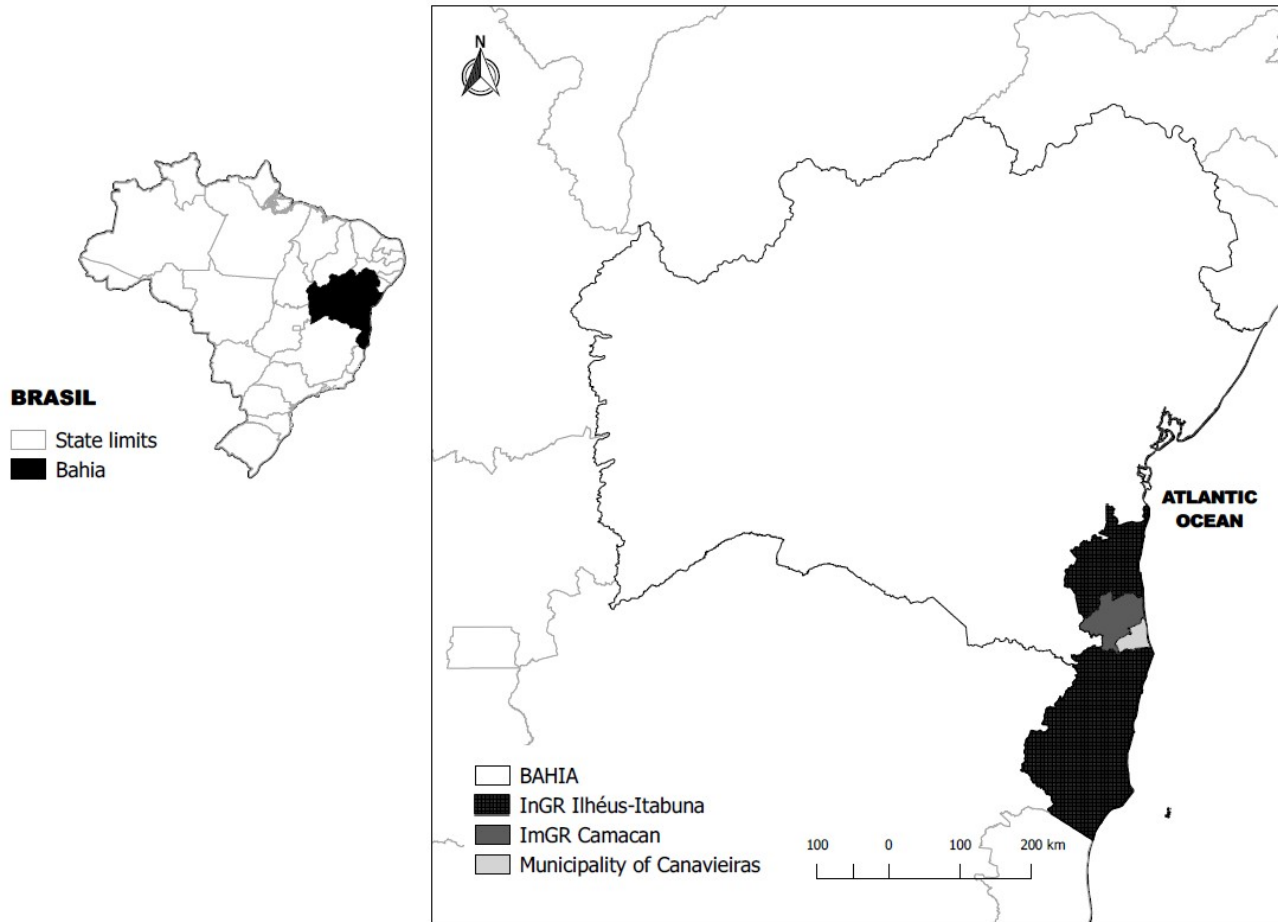 BRASIL
State limits
Bahia
N
ATLANTIC
OCEAN
BAHIA
InGR Ilhéus-Itabuna
ImGR Camacan
Municipality of Canavieiras
100 0 100 200 km